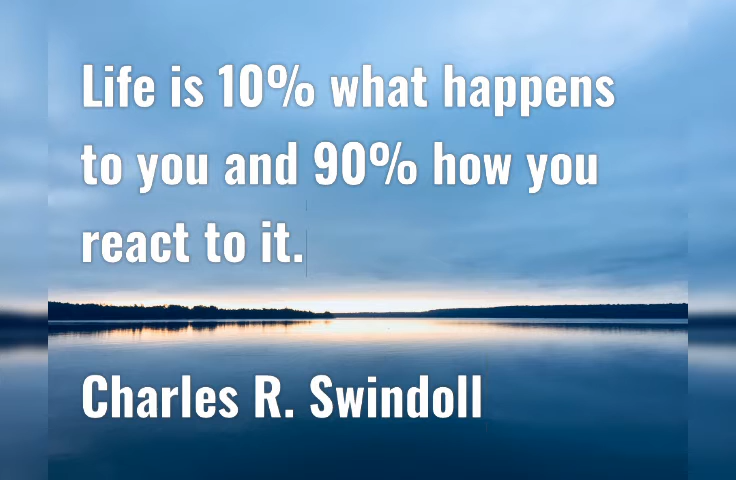 Life is 10% what happens
to you and 90% how you
react to it.
Charles R. Swindoll